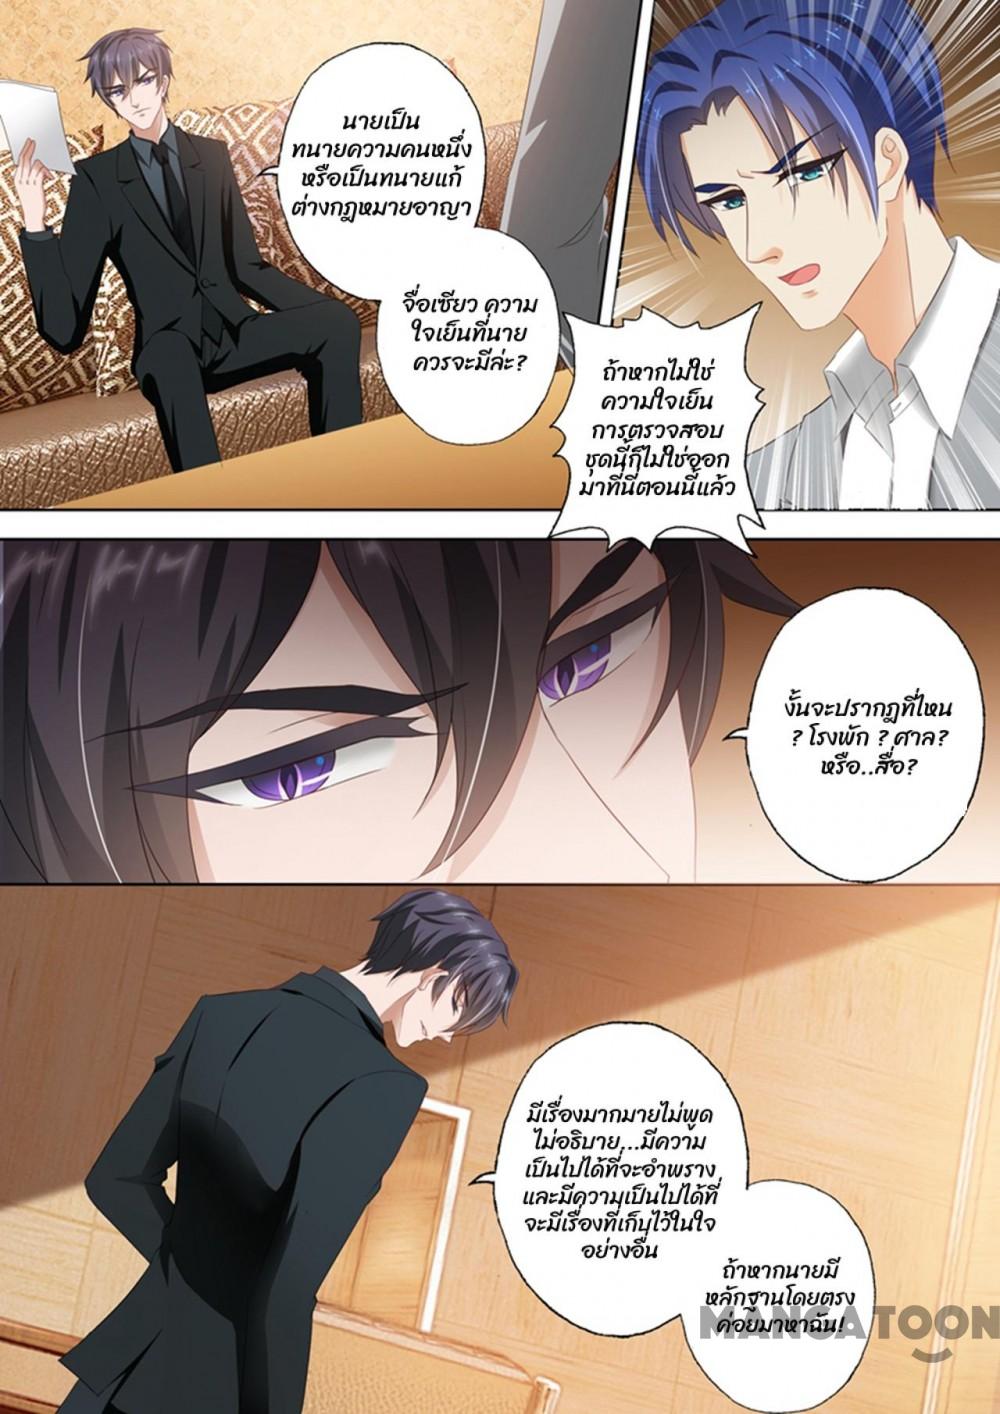 นายเป็น
ทนายความคนหนึ่ง
หรือเป็นทนายแก้
ต่างกฎหมายอาญา
จื่อเซียว ความ
ใจเย็นที่นาย
ควรจะมีล่ะ?
ถ้าหากไม่ใช่
ความใจเย็น
การตรวจสอบ
ชุดนี้ก็ไม่ใช่ออก
มาที่นี่ตอนนี้แล้ว
งั้นจะปรากฎที่ไหน
? โรงพัก ? ศาล?
หรือ..สื่อ?
มีเรื่องมากมายไม่พูด
ไม่อธิบาย...มีความ
เป็นไปได้ที่จะอำพราง
และมีความเป็นไปได้ที่
จะมีเรื่องที่เก็บไว้ในใจ
อย่างอื่น
ถ้าหากนายมี
หลักฐานโดยตรง
ค่อยมาหาฉัน!
MANGATOON